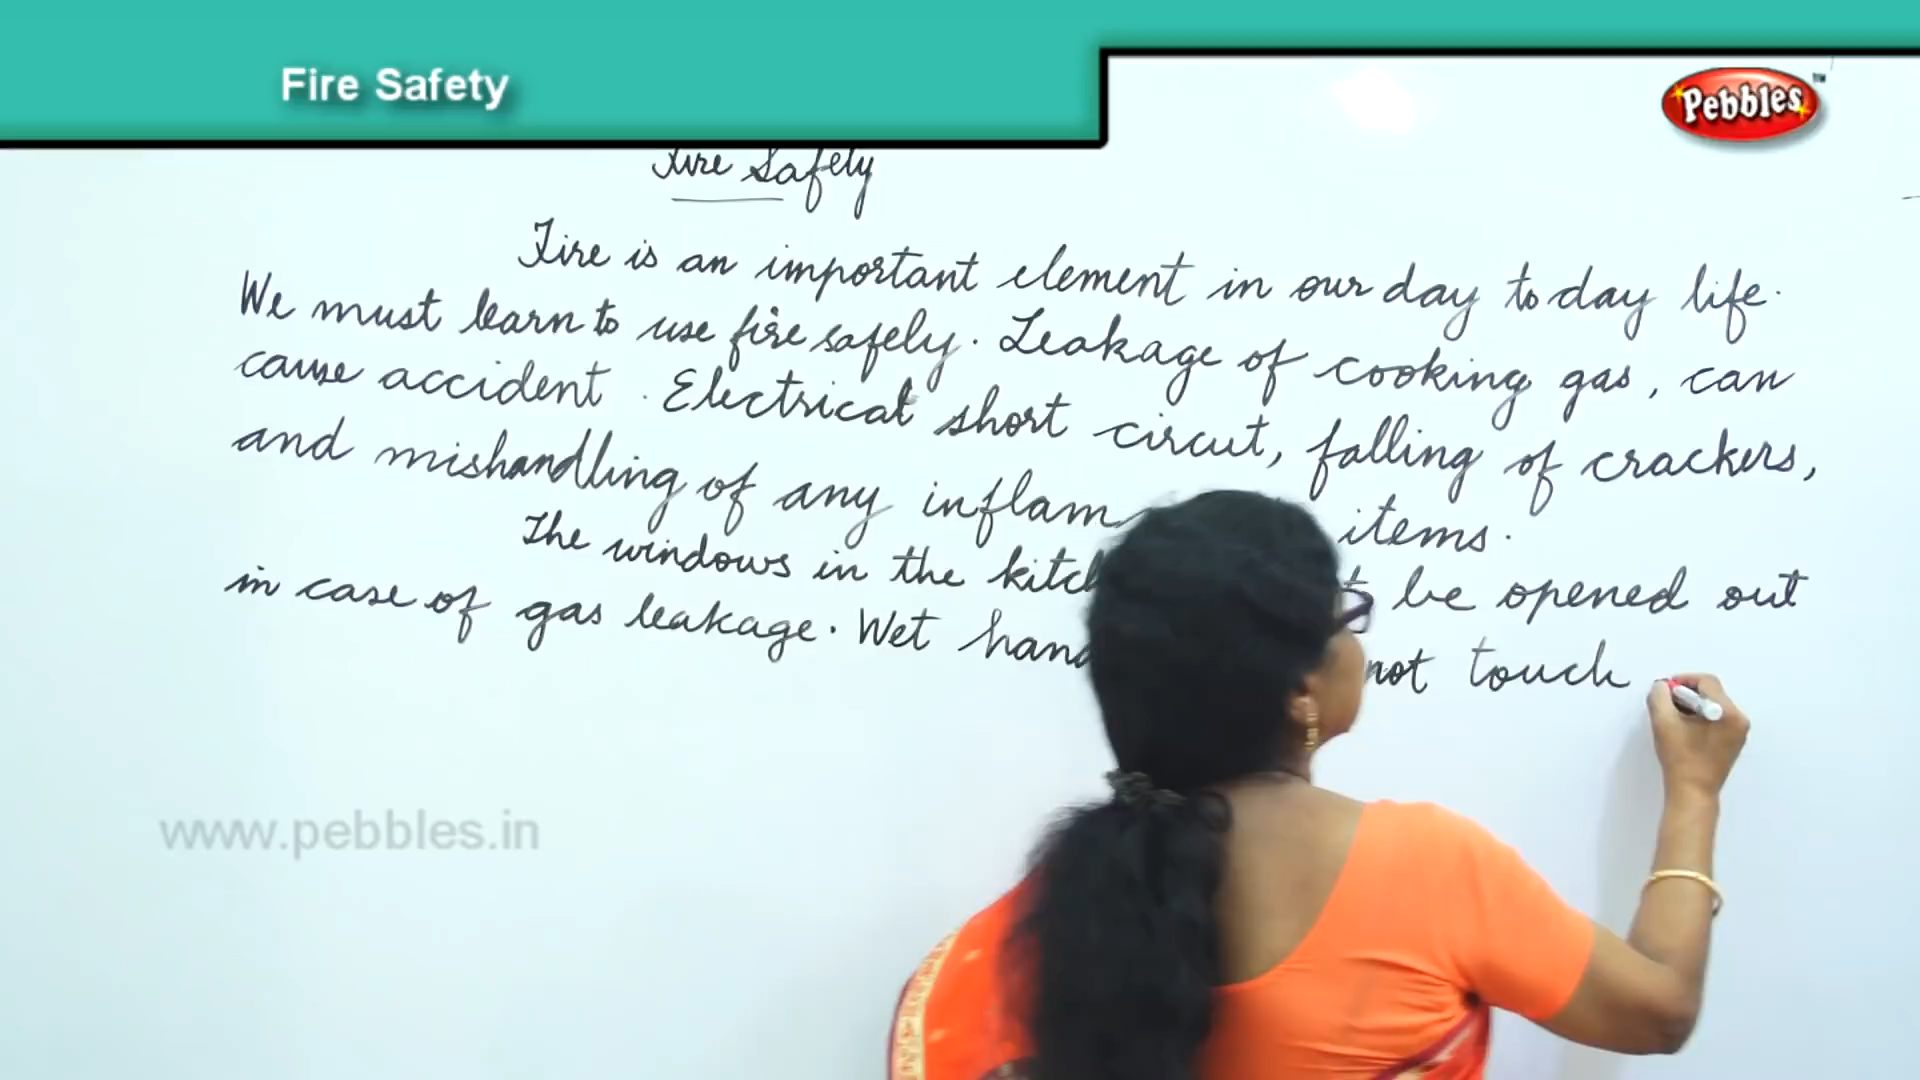 Fire Safety
Pebbles
TM
Fire Safety
Fire is an important element in our day to day life.
We must learn to use fire safely. Leakage of cooking gas, can
cause accident. Electrical short circut, falling of crackers,
and mishandling of any inflam items.
The windows in the kitch be opened out
in case of gas leakage. Wet hand not touch
www.pebbles.in